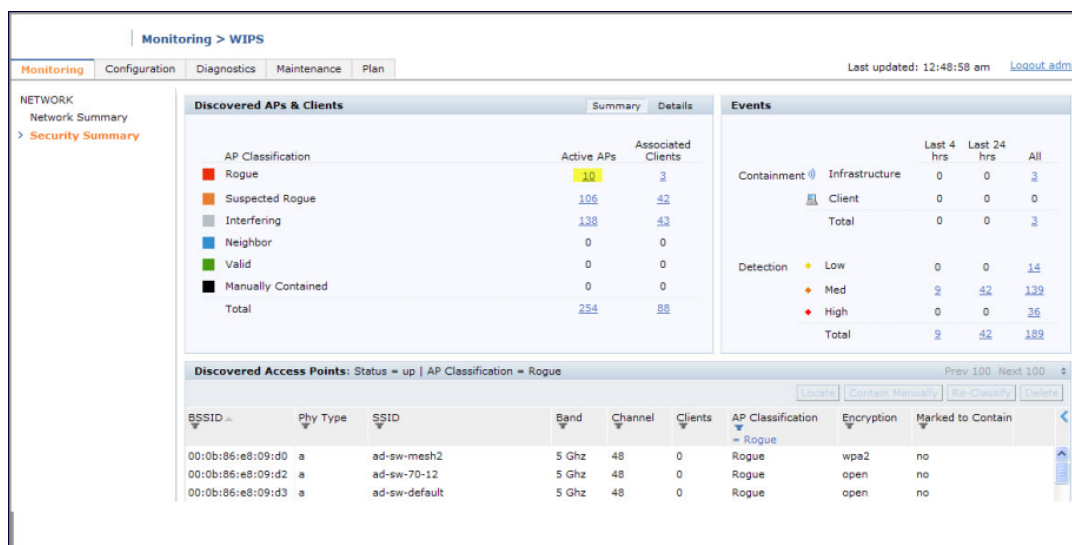 Monitoring > WIPS
Monitoring Configuration Diagnostics Maintenance Plan Last updated: 12:48:58 am Logout adm
NETWORK
Network Summary
> Security Summary
Discovered APs & Clients Summary Details
AP Classification Active APs Associated Clients
Rogue 10 3
Suspected Rogue 106 42
Interfering 138 43
Neighbor 0 0
Valid 0 0
Manually Contained 0 0
Total 254 88
Events
Last 4 hrs Last 24 hrs All
Containment Infrastructure 0 0 3
Client 0 0 0
Total 0 0 3
Detection Low 0 0 14
Med 9 42 139
High 0 0 36
Total 9 42 189
Discovered Access Points: Status = up | AP Classification = Rogue Prev 100 Next 100
Locate Contain Manually Re-Classify Delete
BSSID Phy Type SSID Band Channel Clients AP Classification Encryption Marked to Contain
= Rogue
00:0b:86:e8:09:d0 a ad-sw-mesh2 5 Ghz 48 0 Rogue wpa2 no
00:0b:86:e8:09:d2 a ad-sw-70-12 5 Ghz 48 0 Rogue open no
00:0b:86:e8:09:d3 a ad-sw-default 5 Ghz 48 0 Rogue open no